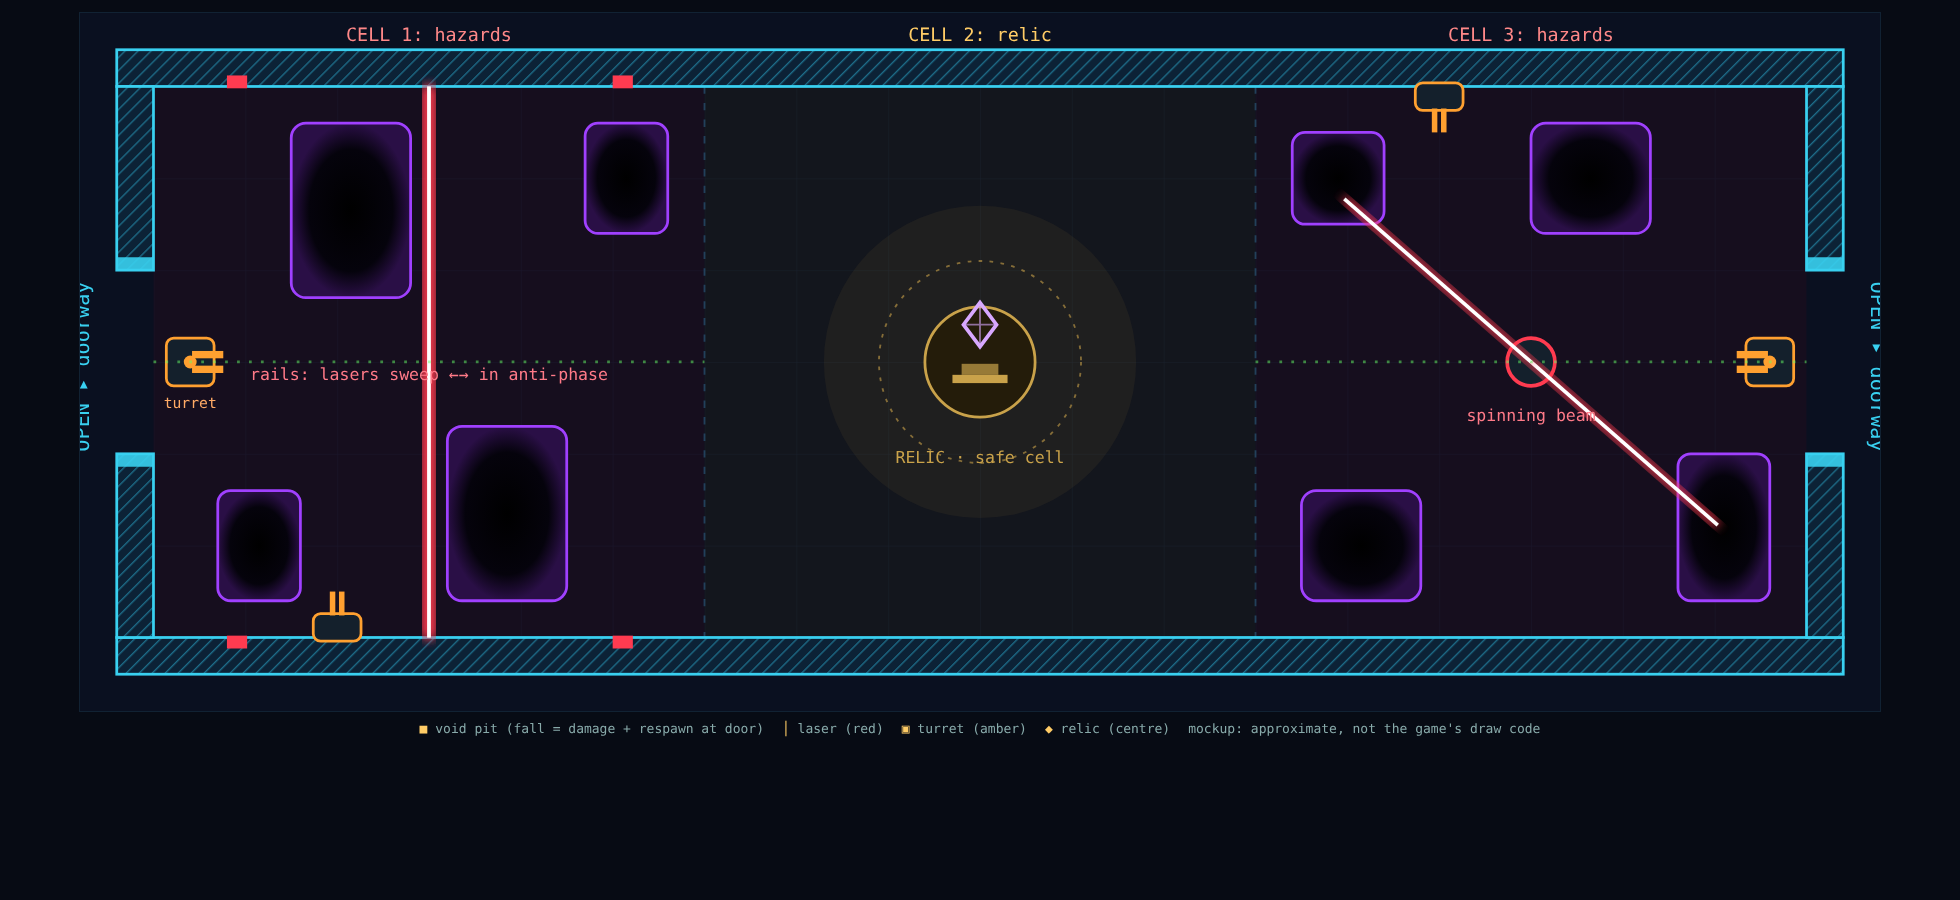 CELL 1: hazards
CELL 2: relic
CELL 3: hazards
OPEN ▸ doorway
OPEN ▸ doorway
rails: lasers sweep ←→ in anti-phase
turret
spinning beam
RELIC · safe cell
■ void pit (fall = damage + respawn at door) │ laser (red) ▣ turret (amber) ◆ relic (centre) mockup: approximate, not the game's draw code